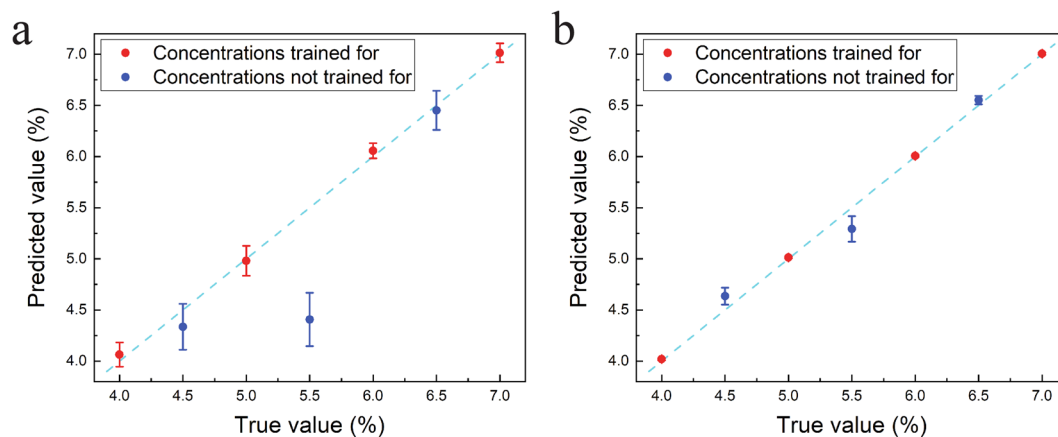 a
7.0
6.5
6.0
5.5
5.0
4.5
4.0
Predicted value (%)
Concentrations trained for
Concentrations not trained for
4.0 4.5 5.0 5.5 6.0 6.5 7.0
True value (%)
b
7.0
6.5
6.0
5.5
5.0
4.5
4.0
Predicted value (%)
Concentrations trained for
Concentrations not trained for
4.0 4.5 5.0 5.5 6.0 6.5 7.0
True value (%)